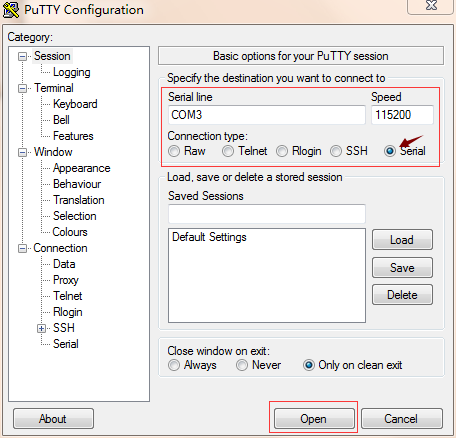 PuTTY Configuration
Category:
Session
Logging
Terminal
Keyboard
Bell
Features
Window
Appearance
Behaviour
Translation
Selection
Colours
Connection
Data
Proxy
Telnet
Rlogin
SSH
Serial
Basic options for your PuTTY session
Specify the destination you want to connect to
Serial line Speed
COM3 115200
Connection type:
Raw Telnet Rlogin SSH Serial
Load, save or delete a stored session
Saved Sessions
Default Settings
Load
Save
Delete
Close window on exit:
Always Never Only on clean exit
About Open Cancel